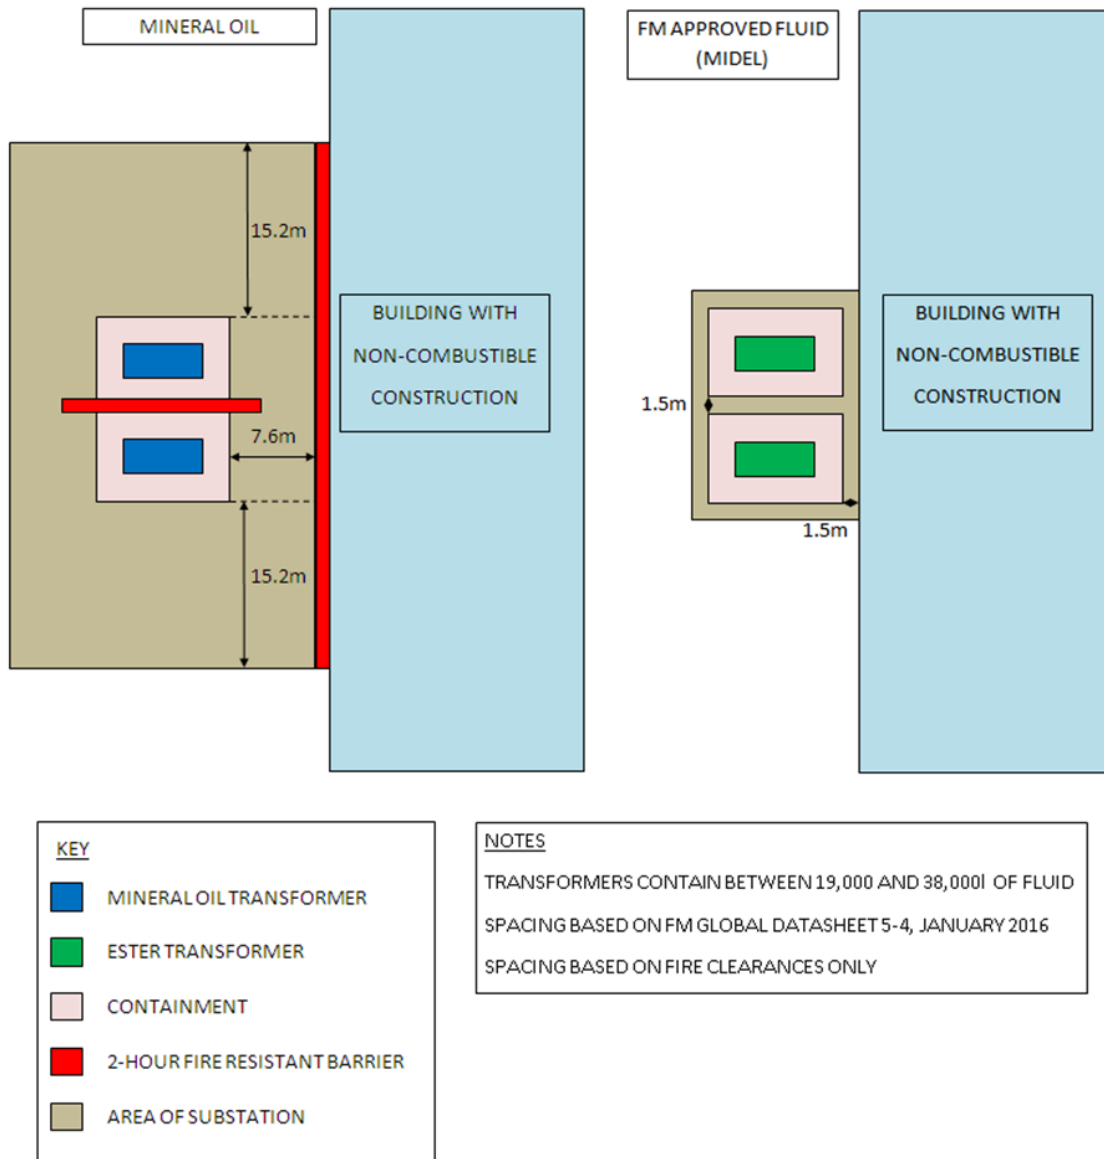 MINERAL OIL
FM APPROVED FLUID
(MIDEL)
15.2m
BUILDING WITH
NON-COMBUSTIBLE
CONSTRUCTION
7.6m
15.2m
BUILDING WITH
NON-COMBUSTIBLE
CONSTRUCTION
1.5m
1.5m
KEY
MINERAL OIL TRANSFORMER
ESTER TRANSFORMER
CONTAINMENT
2-HOUR FIRE RESISTANT BARRIER
AREA OF SUBSTATION
NOTES
TRANSFORMERS CONTAIN BETWEEN 19,000 AND 38,000l OF FLUID
SPACING BASED ON FM GLOBAL DATASHEET 5-4, JANUARY 2016
SPACING BASED ON FIRE CLEARANCES ONLY